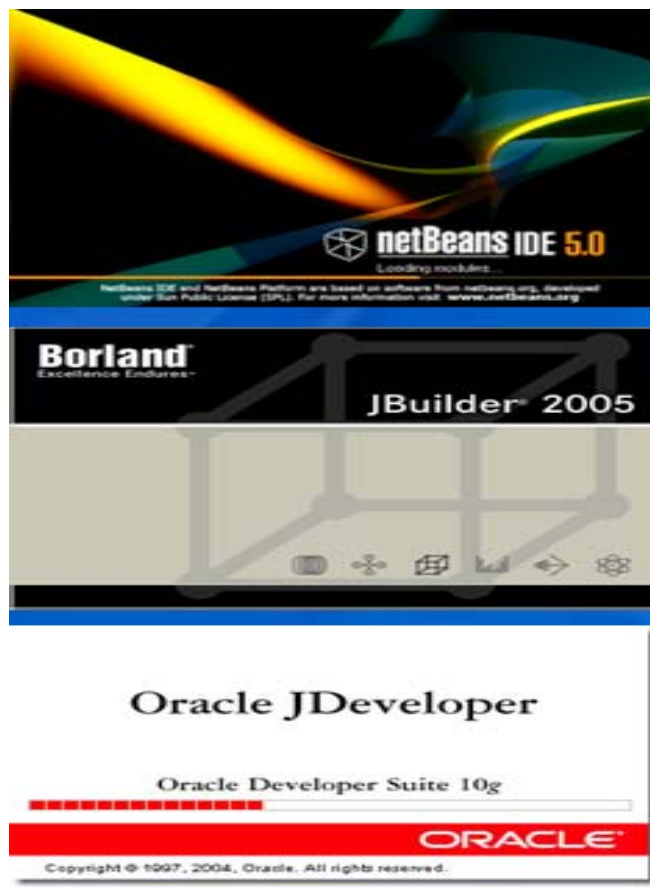 netBeans IDE 5.0
Loading modules...
NetBeans IDE and NetBeans Platform are based on software from netbeans.org, developed
under Sun Public License (SPL). For more information visit www.netbeans.org
Borland®
Excellence Endures™
JBuilder® 2005
Oracle JDeveloper
Oracle Developer Suite 10g
ORACLE®
Copyright © 1997, 2004, Oracle. All rights reserved.